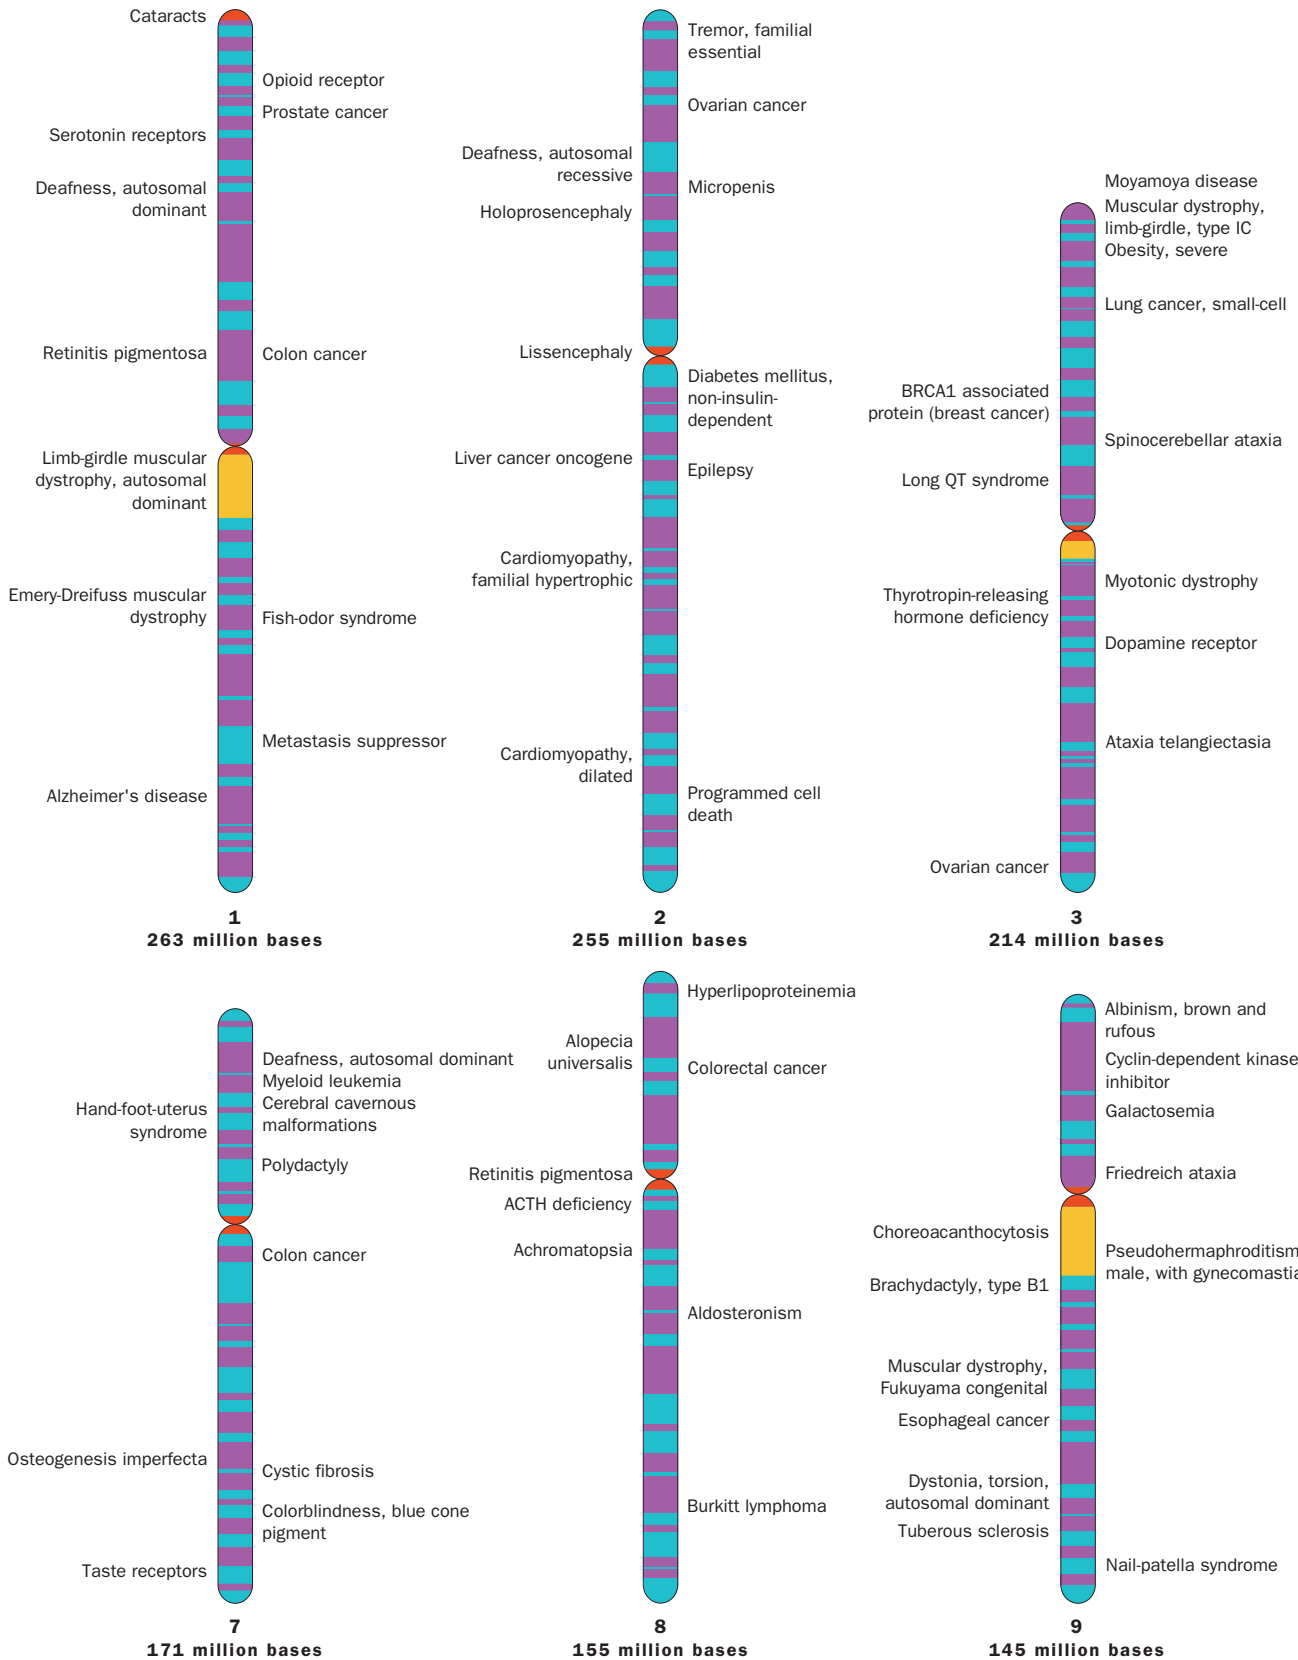 Cataracts
Opioid receptor
Prostate cancer
Serotonin receptors
Deafness, autosomal
dominant
Retinitis pigmentosa
Colon cancer
Limb-girdle muscular
dystrophy, autosomal
dominant
Emery-Dreifuss muscular
dystrophy
Fish-odor syndrome
Metastasis suppressor
Alzheimer's disease
1
263 million bases
Tremor, familial
essential
Ovarian cancer
Deafness, autosomal
recessive
Micropenis
Holoprosencephaly
Lissencephaly
Diabetes mellitus,
non-insulin-
dependent
Liver cancer oncogene
Epilepsy
Cardiomyopathy,
familial hypertrophic
Cardiomyopathy,
dilated
Programmed cell
death
2
255 million bases
Moyamoya disease
Muscular dystrophy,
limb-girdle, type IC
Obesity, severe
Lung cancer, small-cell
BRCA1 associated
protein (breast cancer)
Spinocerebellar ataxia
Long QT syndrome
Myotonic dystrophy
Thyrotropin-releasing
hormone deficiency
Dopamine receptor
Ataxia telangiectasia
Ovarian cancer
3
214 million bases
Deafness, autosomal dominant
Myeloid leukemia
Cerebral cavernous
malformations
Hand-foot-uterus
syndrome
Polydactyly
Colon cancer
Osteogenesis imperfecta
Cystic fibrosis
Colorblindness, blue cone
pigment
Taste receptors
7
171 million bases
Hyperlipoproteinemia
Alopecia
universalis
Colorectal cancer
Retinitis pigmentosa
ACTH deficiency
Achromatopsia
Aldosteronism
Burkitt lymphoma
8
155 million bases
Albinism, brown and
rufous
Cyclin-dependent kinase
inhibitor
Galactosemia
Friedreich ataxia
Choreoacanthocytosis
Pseudohermaphroditism
male, with gynecomastia
Brachydactyly, type B1
Muscular dystrophy,
Fukuyama congenital
Esophageal cancer
Dystonia, torsion,
autosomal dominant
Tuberous sclerosis
Nail-patella syndrome
9
145 million bases